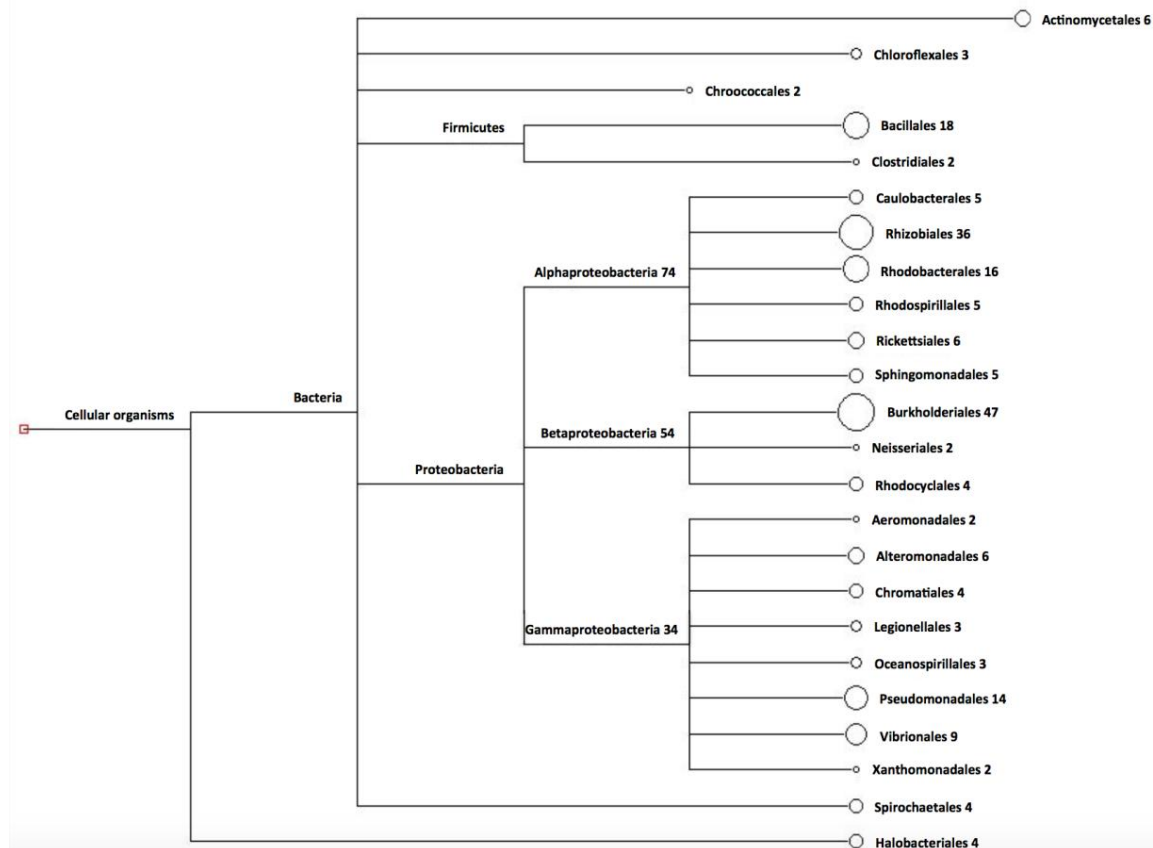 Actinomycetales 6
Chloroflexales 3
Chroococcales 2
Firmicutes
Bacillales 18
Clostridiales 2
Caulobacterales 5
Rhizobiales 36
Alphaproteobacteria 74
Rhodobacterales 16
Rhodospirillales 5
Rickettsiales 6
Sphingomonadales 5
Bacteria
Cellular organisms
Burkholderiales 47
Betaproteobacteria 54
Neisseriales 2
Proteobacteria
Rhodocyclales 4
Aeromonadales 2
Alteromonadales 6
Chromatiales 4
Gammaproteobacteria 34
Legionellales 3
Oceanospirillales 3
Pseudomonadales 14
Vibrionales 9
Xanthomonadales 2
Spirochaetales 4
Halobacteriales 4